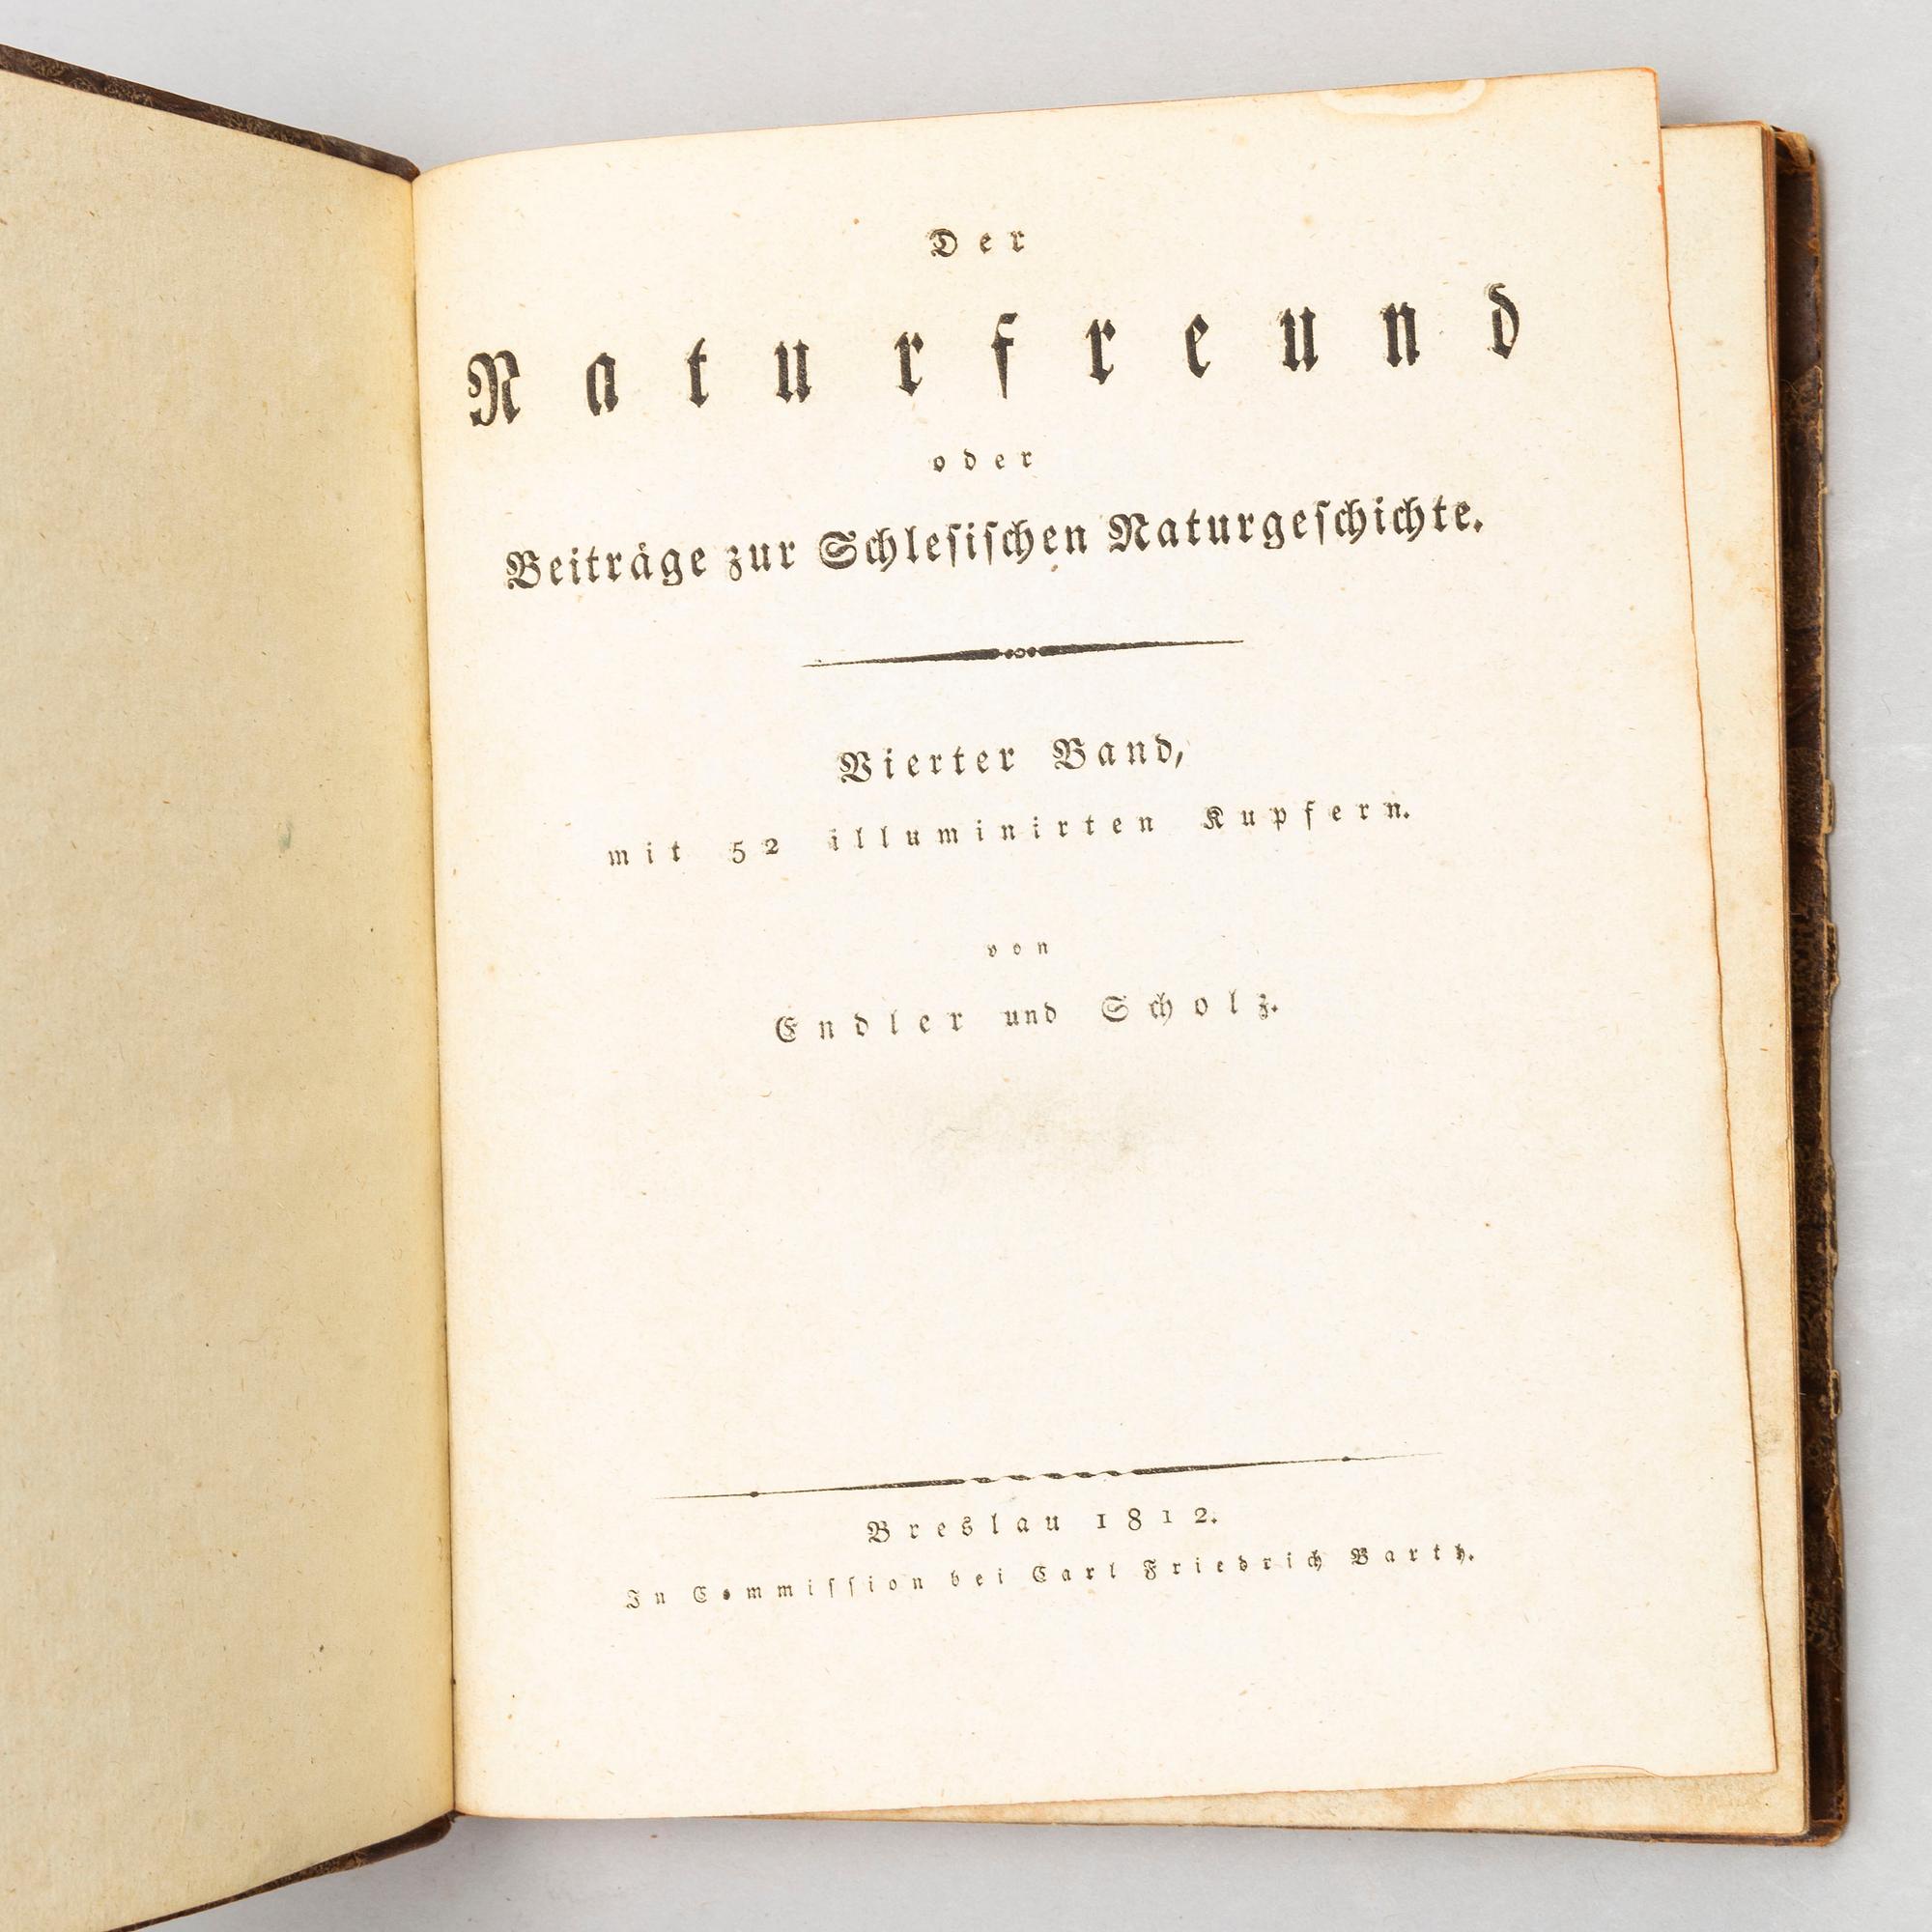 Der
Naturfreund
oder
Beiträge zur Schleſiſchen Naturgeſchichte.
Vierter Band,
mit 52 illuminirten Kupfern.
von
Endler und Scholz.
Breslau 1812.
In Commiſſion bei Carl Friedrich Barth.